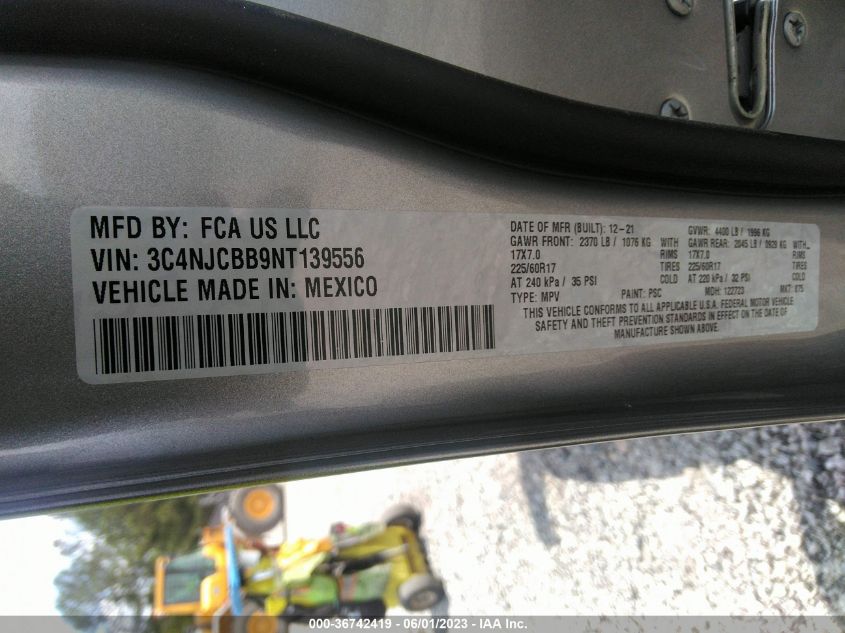 MFD BY: FCA US LLC
VIN: 3C4NJCBB9NT139556
VEHICLE MADE IN: MEXICO
DATE OF MFR (BUILT): 12-21 GVWR: 4400 LB / 1996 KG
GAWR FRONT: 2370 LB / 1076 KG WITH GAWR REAR: 2045 LB / 0928 KG WITH
17X7.0 RIMS 17X7.0 RIMS
225/60R17 TIRES 225/60R17 TIRES
AT 240 kPa / 35 PSI COLD AT 220 kPa / 32 PSI COLD
TYPE: MPV PAINT: PSC MDH: 122723 MKT: E75
THIS VEHICLE CONFORMS TO ALL APPLICABLE U.S.A. FEDERAL MOTOR VEHICLE
SAFETY AND THEFT PREVENTION STANDARDS IN EFFECT ON THE DATE OF
MANUFACTURE SHOWN ABOVE.
000-36742419 - 06/01/2023 - IAA Inc.